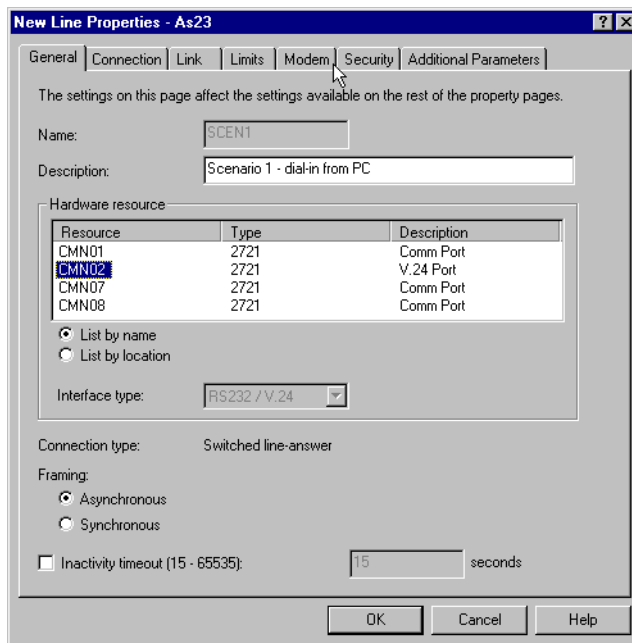 New Line Properties - As23
General Connection Link Limits Modem Security Additional Parameters
The settings on this page affect the settings available on the rest of the property pages.
Name: SCEN1
Description: Scenario 1 - dial-in from PC
Hardware resource
Resource Type Description
CMN01 2721 Comm Port
CMN02 2721 V.24 Port
CMN07 2721 Comm Port
CMN08 2721 Comm Port
List by name
List by location
Interface type: RS232 / V.24
Connection type: Switched line-answer
Framing:
Asynchronous
Synchronous
Inactivity timeout (15 - 65535): 15 seconds
OK Cancel Help